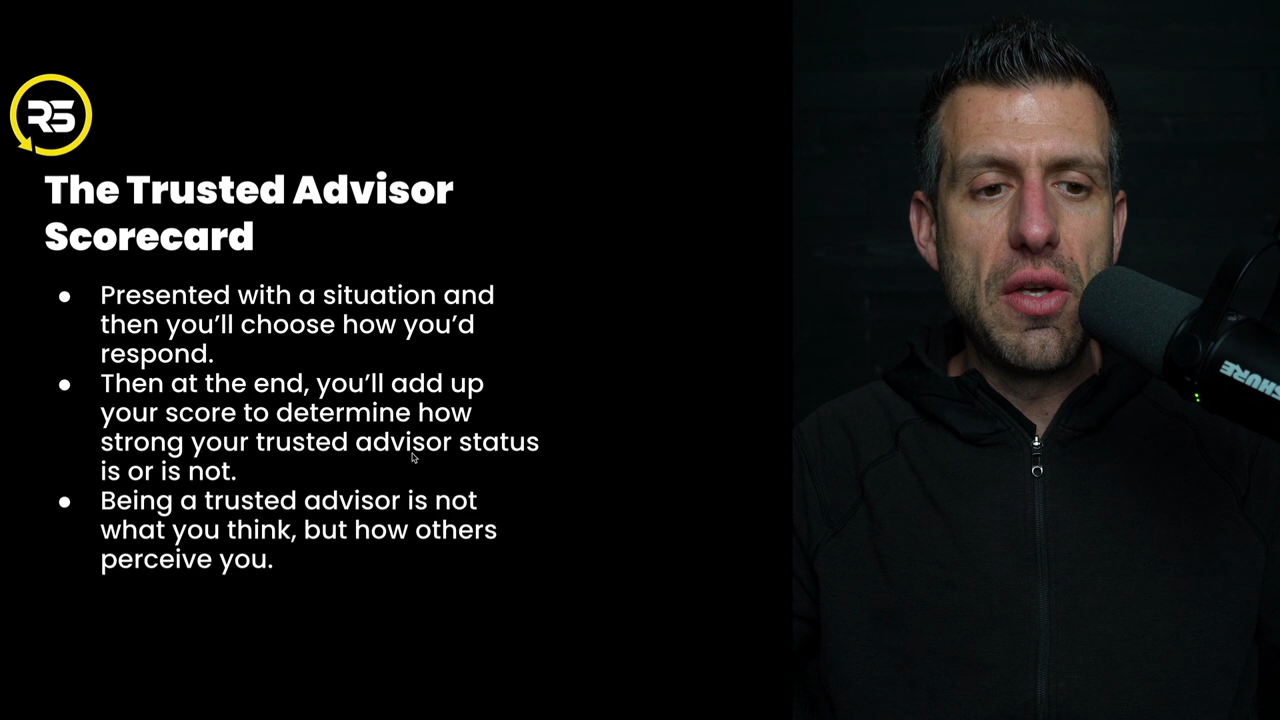 R5
The Trusted Advisor
Scorecard
● Presented with a situation and
then you’ll choose how you’d
respond.
● Then at the end, you’ll add up
your score to determine how
strong your trusted advisor status
is or is not.
● Being a trusted advisor is not
what you think, but how others
perceive you.
SHURE